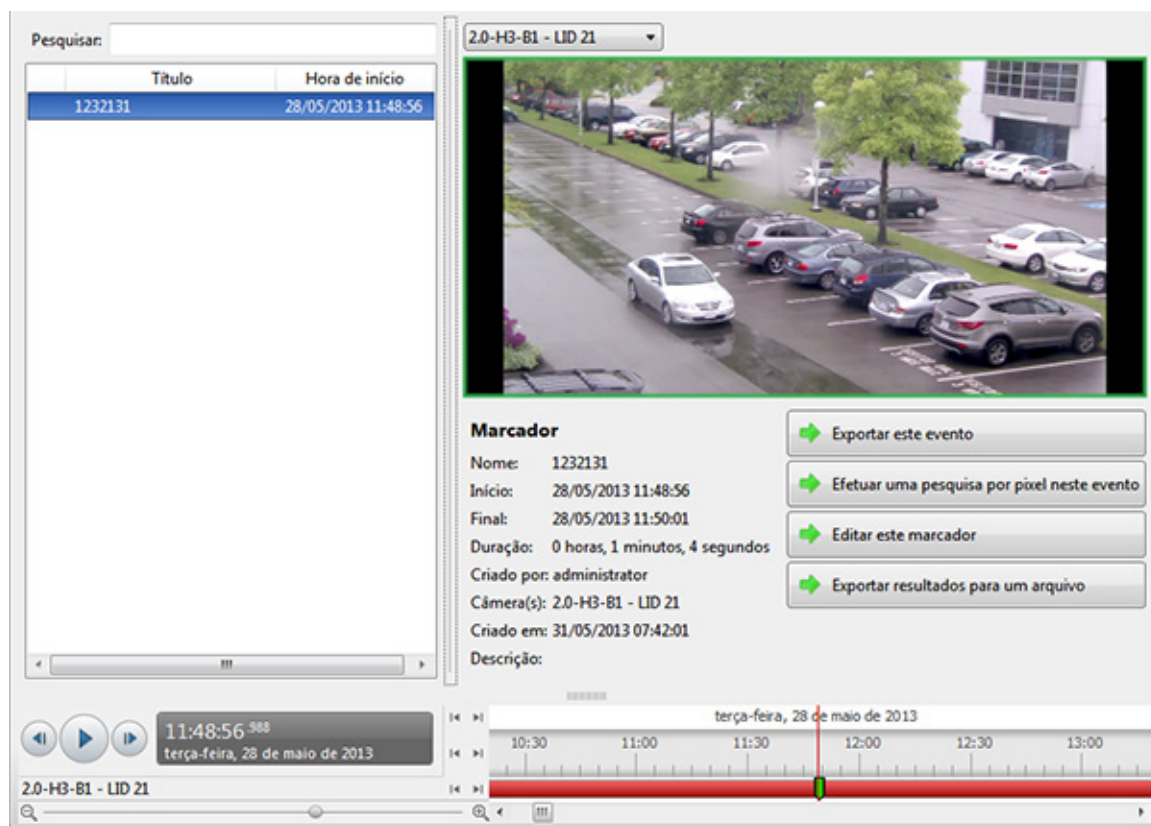 Pesquisar:
Título Hora de início
1232131 28/05/2013 11:48:56
2.0-H3-B1 - LID 21
Marcador
Nome: 1232131
Início: 28/05/2013 11:48:56
Final: 28/05/2013 11:50:01
Duração: 0 horas, 1 minutos, 4 segundos
Criado por: administrator
Câmera(s): 2.0-H3-B1 - LID 21
Criado em: 31/05/2013 07:42:01
Descrição:
Exportar este evento
Efetuar uma pesquisa por pixel neste evento
Editar este marcador
Exportar resultados para um arquivo
11:48:56.988
terça-feira, 28 de maio de 2013
terça-feira, 28 de maio de 2013
10:30 11:00 11:30 12:00 12:30 13:00
2.0-H3-B1 - LID 21